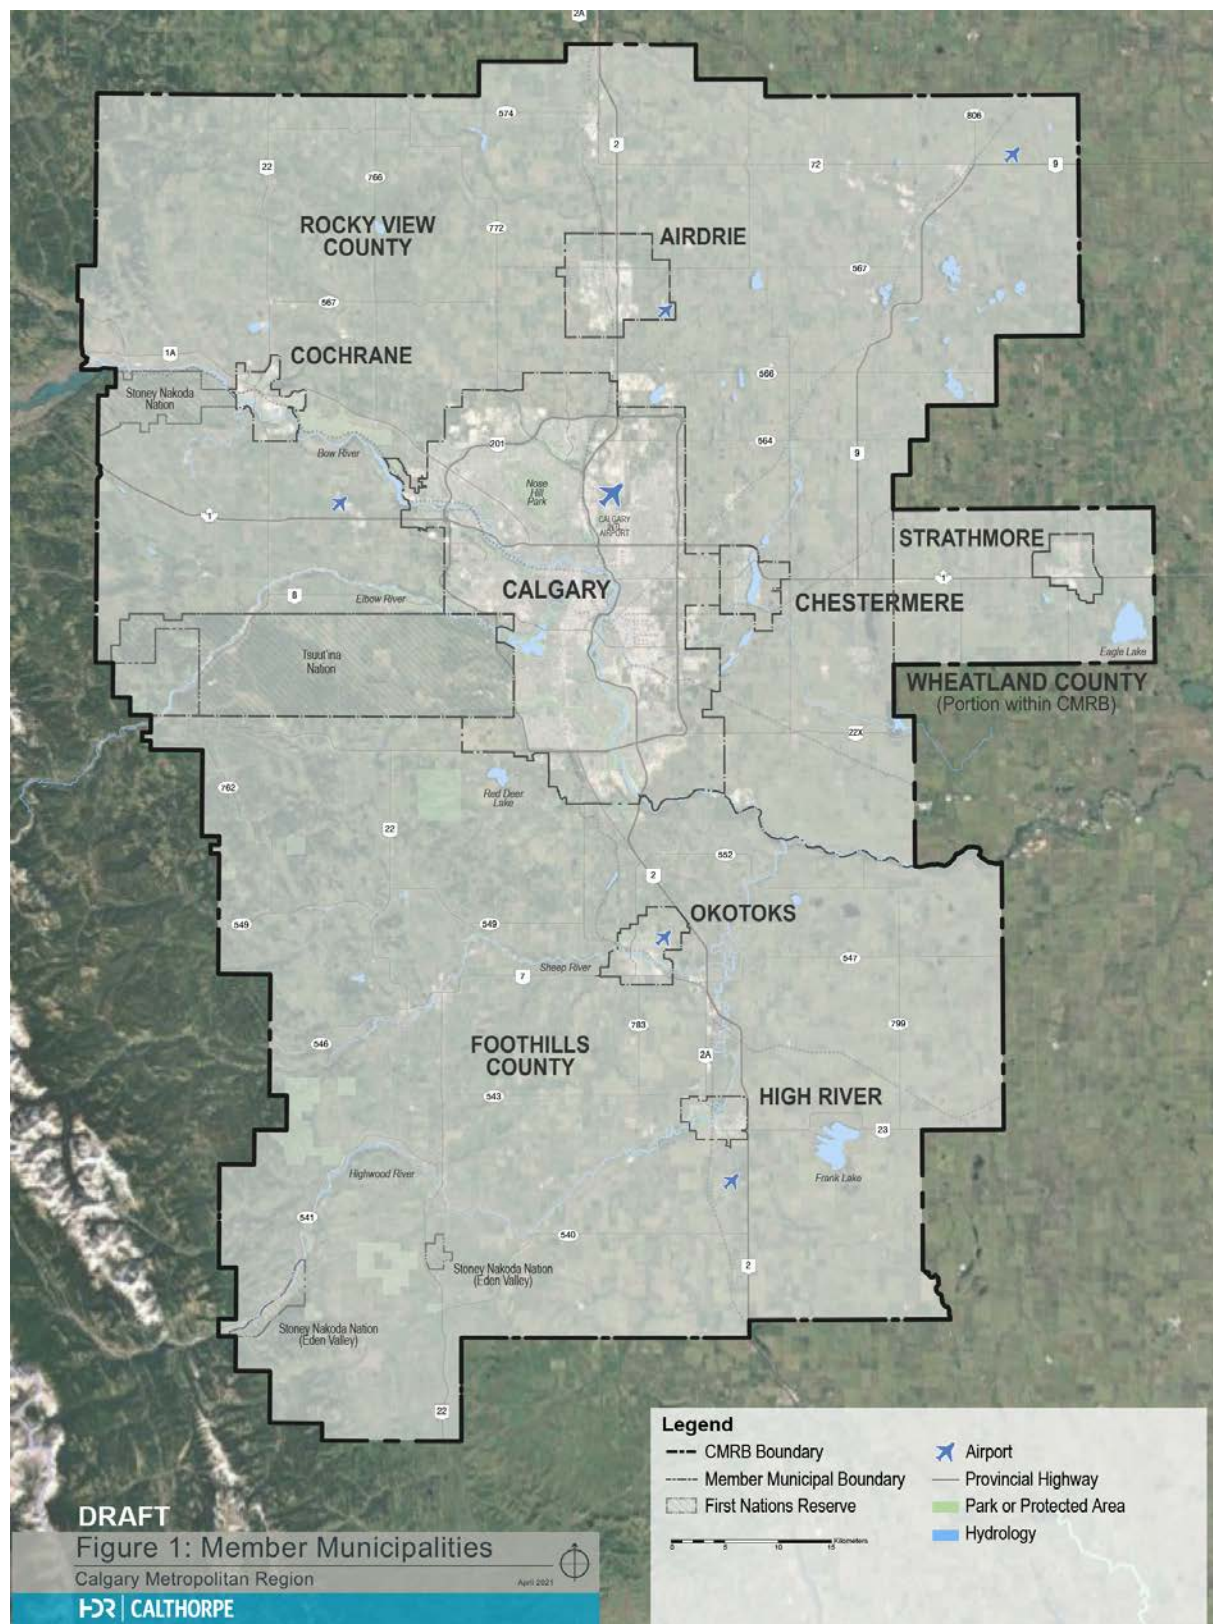 2A
574
806
2
22
766
72
9
ROCKY VIEW
COUNTY
772
AIRDRIE
567
567
1A
COCHRANE
566
Stoney Nakoda
Nation
201
564
Bow River
9
Nose
Hill
Park
1
CALGARY
INTL
AIRPORT
STRATHMORE
1
CALGARY
CHESTERMERE
8
Elbow River
Eagle Lake
Tsuut'ina
Nation
WHEATLAND COUNTY
(Portion within CMRB)
22X
762
Red Deer
Lake
22
552
2
OKOTOKS
549
549
547
Sheep River
7
783
799
546
FOOTHILLS
COUNTY
2A
543
HIGH RIVER
23
Highwood River
Frank Lake
541
540
2
Stoney Nakoda Nation
(Eden Valley)
Stoney Nakoda Nation
(Eden Valley)
22
Legend
CMRB Boundary
Member Municipal Boundary
First Nations Reserve
Airport
Provincial Highway
Park or Protected Area
Hydrology
0 5 10 15 Kilometers
DRAFT
Figure 1: Member Municipalities
Calgary Metropolitan Region
April 2021
HDR | CALTHORPE